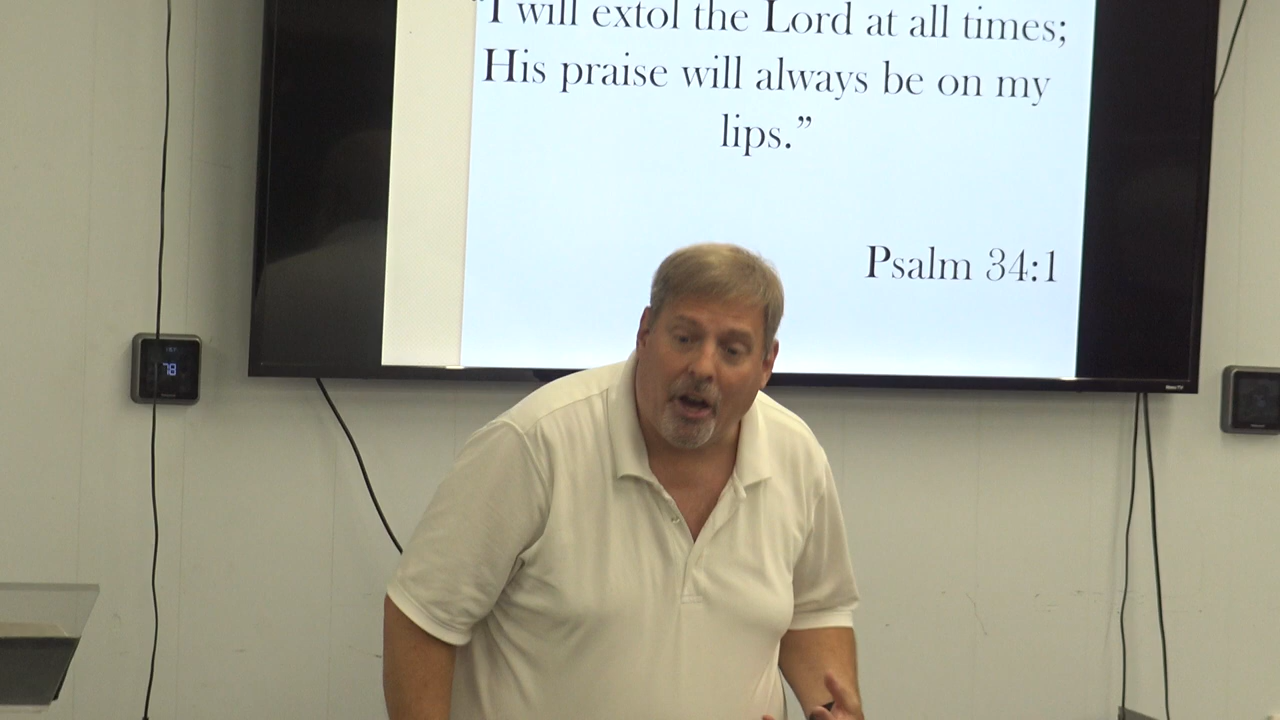 “I will extol the Lord at all times;
His praise will always be on my
lips.”
Psalm 34:1
78